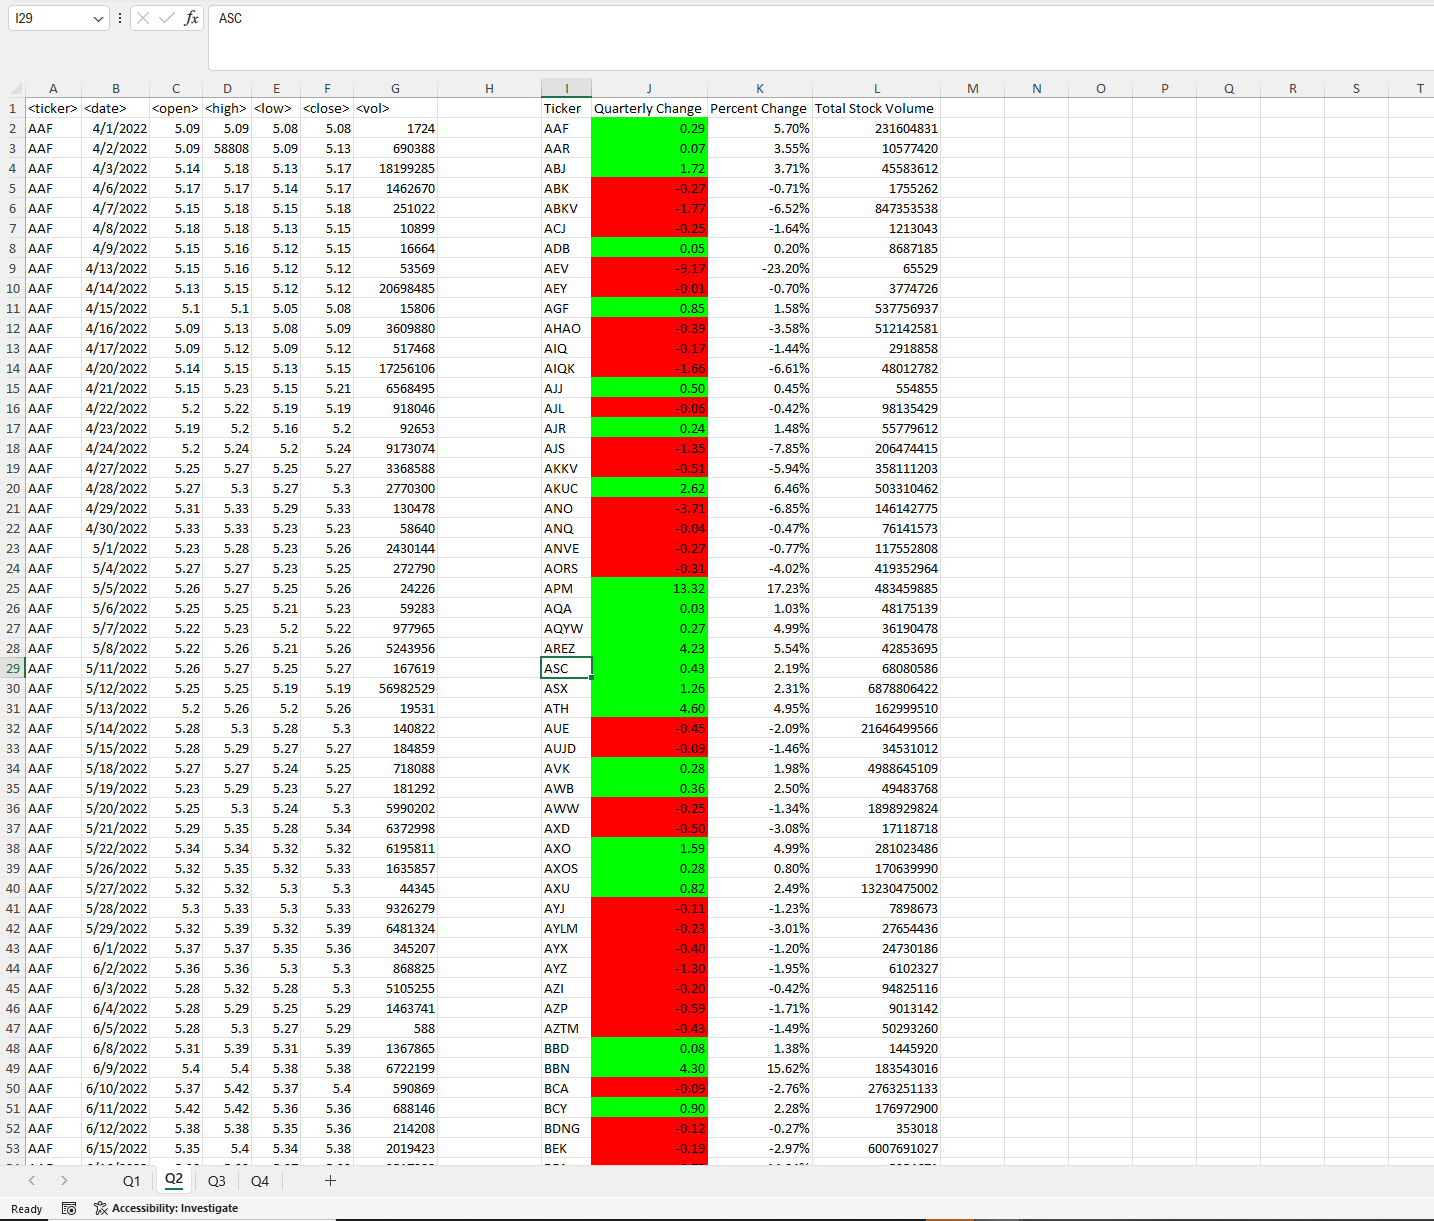 I29 fx ASC
A B C D E F G H I J K L M N O P Q R S T
1 <ticker> <date> <open> <high> <low> <close> <vol> Ticker Quarterly Change Percent Change Total Stock Volume
2 AAF 4/1/2022 5.09 5.09 5.08 5.08 1724 AAF 0.29 5.70% 231604831
3 AAF 4/2/2022 5.09 58808 5.09 5.13 690388 AAR 0.07 3.55% 10577420
4 AAF 4/3/2022 5.14 5.18 5.13 5.17 18199285 ABJ 1.72 3.71% 45583612
5 AAF 4/6/2022 5.17 5.17 5.14 5.17 1462670 ABK -0.27 -0.71% 1755262
6 AAF 4/7/2022 5.15 5.18 5.15 5.18 251022 ABKV -1.77 -6.52% 847353538
7 AAF 4/8/2022 5.18 5.18 5.13 5.15 10899 ACJ -0.25 -1.64% 1213043
8 AAF 4/9/2022 5.15 5.16 5.12 5.15 16664 ADB 0.05 0.20% 8687185
9 AAF 4/13/2022 5.15 5.16 5.12 5.12 53569 AEV -9.17 -23.20% 65529
10 AAF 4/14/2022 5.13 5.15 5.12 5.12 20698485 AEY -0.01 -0.70% 3774726
11 AAF 4/15/2022 5.1 5.1 5.05 5.08 15806 AGF 0.85 1.58% 537756937
12 AAF 4/16/2022 5.09 5.13 5.08 5.09 3609880 AHAO -0.39 -3.58% 512142581
13 AAF 4/17/2022 5.09 5.12 5.09 5.12 517468 AIQ -0.17 -1.44% 2918858
14 AAF 4/20/2022 5.14 5.15 5.13 5.15 17256106 AIQK -1.66 -6.61% 48012782
15 AAF 4/21/2022 5.15 5.23 5.15 5.21 6568495 AJJ 0.50 0.45% 554855
16 AAF 4/22/2022 5.2 5.22 5.19 5.19 918046 AJL -0.06 -0.42% 98135429
17 AAF 4/23/2022 5.19 5.2 5.16 5.2 92653 AJR 0.24 1.48% 55779612
18 AAF 4/24/2022 5.2 5.24 5.2 5.24 9173074 AJS -1.35 -7.85% 206474415
19 AAF 4/27/2022 5.25 5.27 5.25 5.27 3368588 AKKV -0.51 -5.94% 358111203
20 AAF 4/28/2022 5.27 5.3 5.27 5.3 2770300 AKUC 2.62 6.46% 503310462
21 AAF 4/29/2022 5.31 5.33 5.29 5.33 130478 ANO -3.71 -6.85% 146142775
22 AAF 4/30/2022 5.33 5.33 5.23 5.23 58640 ANQ -0.04 -0.47% 76141573
23 AAF 5/1/2022 5.23 5.28 5.23 5.26 2430144 ANVE -0.27 -0.77% 117552808
24 AAF 5/4/2022 5.27 5.27 5.23 5.25 272790 AORS -0.31 -4.02% 419352964
25 AAF 5/5/2022 5.26 5.27 5.25 5.26 24226 APM 13.32 17.23% 483459885
26 AAF 5/6/2022 5.25 5.25 5.21 5.23 59283 AQA 0.03 1.03% 48175139
27 AAF 5/7/2022 5.22 5.23 5.2 5.22 977965 AQYW 0.27 4.99% 36190478
28 AAF 5/8/2022 5.22 5.26 5.21 5.26 5243956 AREZ 4.23 5.54% 42853695
29 AAF 5/11/2022 5.26 5.27 5.25 5.27 167619 ASC 0.43 2.19% 68080586
30 AAF 5/12/2022 5.25 5.25 5.19 5.19 56982529 ASX 1.26 2.31% 6878806422
31 AAF 5/13/2022 5.2 5.26 5.2 5.26 19531 ATH 4.60 4.95% 162999510
32 AAF 5/14/2022 5.28 5.3 5.28 5.3 140822 AUE -0.45 -2.09% 21646499566
33 AAF 5/15/2022 5.28 5.29 5.27 5.27 184859 AUJD -0.09 -1.46% 34531012
34 AAF 5/18/2022 5.27 5.27 5.24 5.25 718088 AVK 0.28 1.98% 4988645109
35 AAF 5/19/2022 5.23 5.29 5.23 5.27 181292 AWB 0.36 2.50% 49483768
36 AAF 5/20/2022 5.25 5.3 5.24 5.3 5990202 AWW -0.25 -1.34% 1898929824
37 AAF 5/21/2022 5.29 5.35 5.28 5.34 6372998 AXD -0.50 -3.08% 17118718
38 AAF 5/22/2022 5.34 5.34 5.32 5.32 6195811 AXO 1.59 4.99% 281023486
39 AAF 5/26/2022 5.32 5.35 5.32 5.33 1635857 AXOS 0.28 0.80% 170639990
40 AAF 5/27/2022 5.32 5.32 5.3 5.3 44345 AXU 0.82 2.49% 13230475002
41 AAF 5/28/2022 5.3 5.33 5.3 5.33 9326279 AYJ -0.11 -1.23% 7898673
42 AAF 5/29/2022 5.32 5.39 5.32 5.39 6481324 AYLM -0.23 -3.01% 27654436
43 AAF 6/1/2022 5.37 5.37 5.35 5.36 345207 AYX -0.40 -1.20% 24730186
44 AAF 6/2/2022 5.36 5.36 5.3 5.3 868825 AYZ -1.30 -1.95% 6102327
45 AAF 6/3/2022 5.28 5.32 5.28 5.3 5105255 AZI -0.20 -0.42% 94825116
46 AAF 6/4/2022 5.28 5.29 5.25 5.29 1463741 AZP -0.59 -1.71% 9013142
47 AAF 6/5/2022 5.28 5.3 5.27 5.29 588 AZTM -0.43 -1.49% 50293260
48 AAF 6/8/2022 5.31 5.39 5.31 5.39 1367865 BBD 0.08 1.38% 1445920
49 AAF 6/9/2022 5.4 5.4 5.38 5.38 6722199 BBN 4.30 15.62% 183543016
50 AAF 6/10/2022 5.37 5.42 5.37 5.4 590869 BCA -0.09 -2.76% 2763251133
51 AAF 6/11/2022 5.42 5.42 5.36 5.36 688146 BCY 0.90 2.28% 176972900
52 AAF 6/12/2022 5.38 5.38 5.35 5.36 214208 BDNG -0.12 -0.27% 353018
53 AAF 6/15/2022 5.35 5.4 5.34 5.38 2019423 BEK -0.19 -2.97% 6007691027
Q1 Q2 Q3 Q4
Ready Accessibility: Investigate